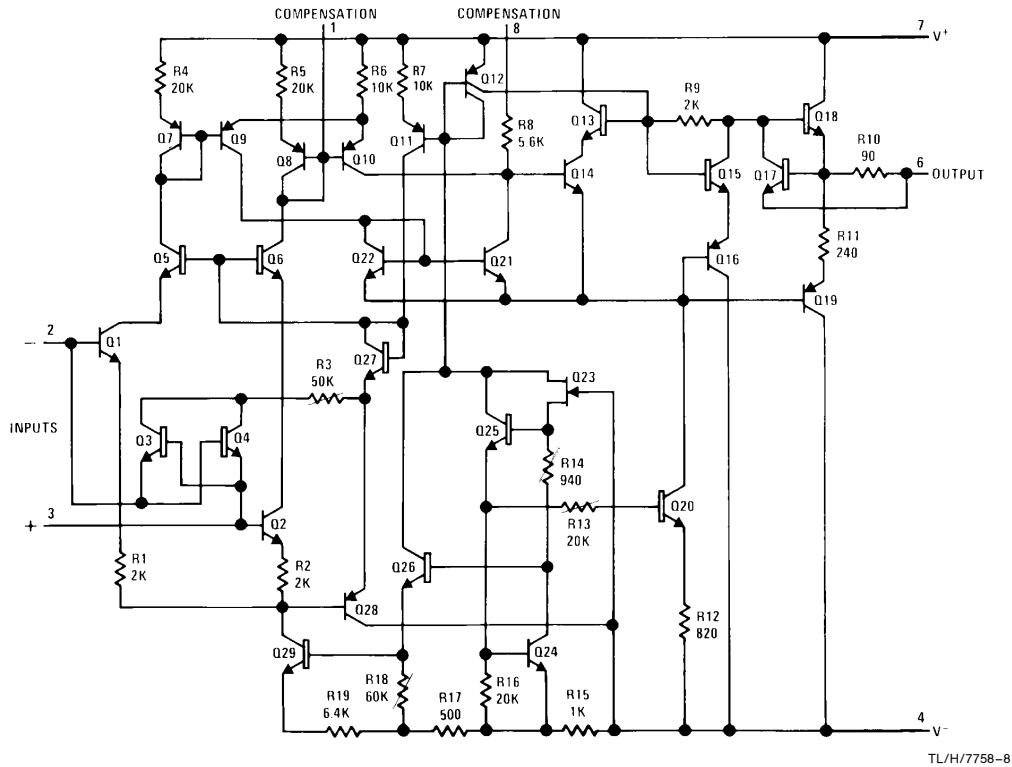 COMPENSATION COMPENSATION
1 8
7 V+
R4 20K
R5 20K
R6 10K
R7 10K
Q12
R8 5.6K
Q13
R9 2K
Q18
R10 90
6 OUTPUT
Q7
Q9
Q8
Q10
Q11
Q14
Q15
Q17
R11 240
Q5
Q6
Q22
Q21
Q16
Q19
2
−
Q1
R3 50K
Q27
Q23
INPUTS
Q3
Q4
Q25
R14 940
R13 20K
Q20
3
+
Q2
R1 2K
R2 2K
Q26
Q28
R12 820
Q29
Q24
R19 6.4K
R18 60K
R17 500
R16 20K
R15 1K
4 V−
TL/H/7758–8